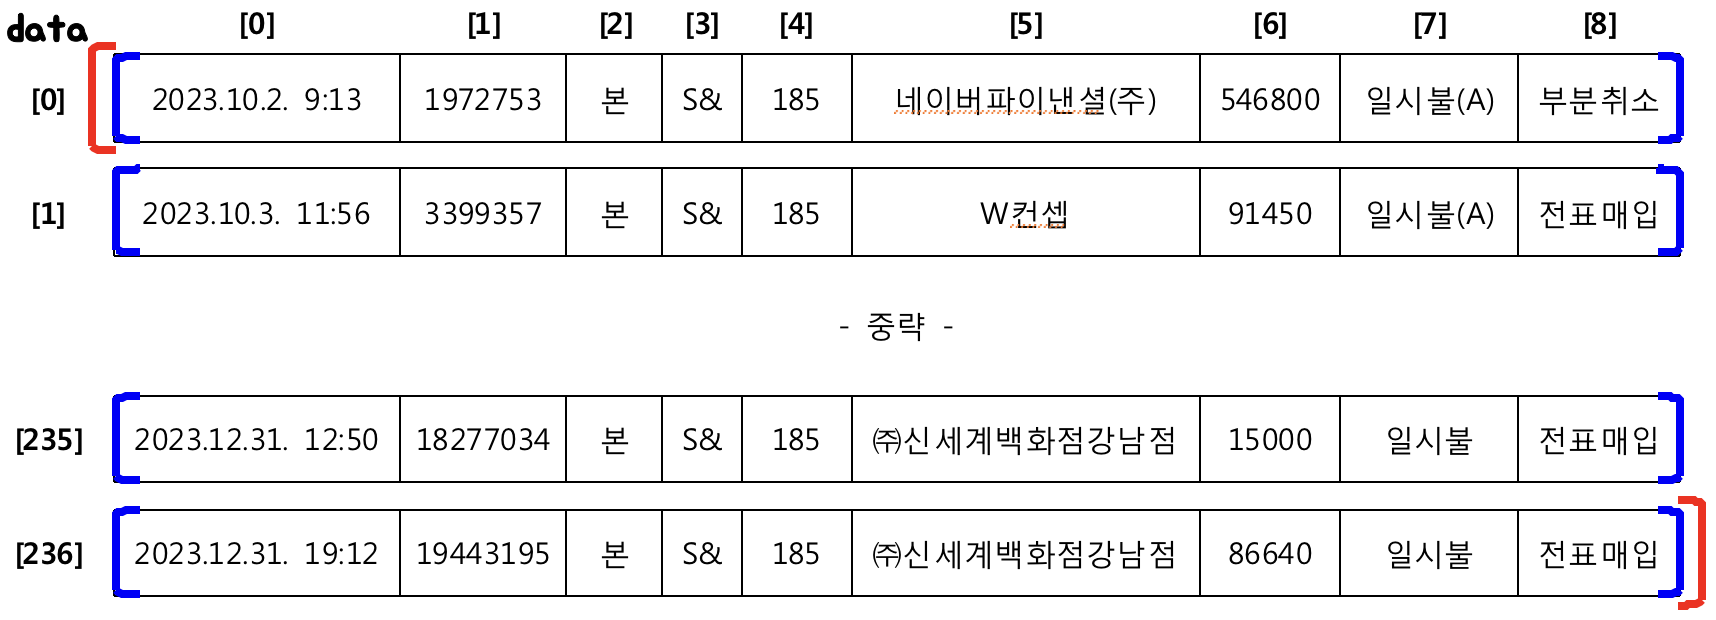 data [0] [1] [2] [3] [4] [5] [6] [7] [8]
[0] 2023.10.2. 9:13 1972753 본 S& 185 네이버파이낸셜(주) 546800 일시불(A) 부분취소
[1] 2023.10.3. 11:56 3399357 본 S& 185 W컨셉 91450 일시불(A) 전표매입
- 중략 -
[235] 2023.12.31. 12:50 18277034 본 S& 185 ㈜신세계백화점강남점 15000 일시불 전표매입
[236] 2023.12.31. 19:12 19443195 본 S& 185 ㈜신세계백화점강남점 86640 일시불 전표매입